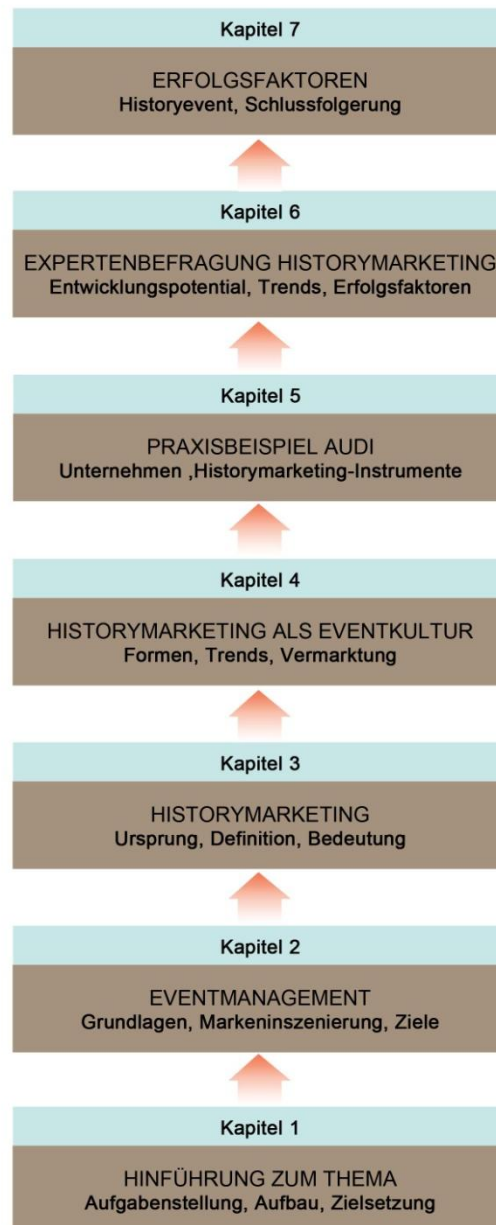 Kapitel 7
ERFOLGSFAKTOREN
Historyevent, Schlussfolgerung
Kapitel 6
EXPERTENBEFRAGUNG HISTORYMARKETING
Entwicklungspotential, Trends, Erfolgsfaktoren
Kapitel 5
PRAXISBEISPIEL AUDI
Unternehmen ,Historymarketing-Instrumente
Kapitel 4
HISTORYMARKETING ALS EVENTKULTUR
Formen, Trends, Vermarktung
Kapitel 3
HISTORYMARKETING
Ursprung, Definition, Bedeutung
Kapitel 2
EVENTMANAGEMENT
Grundlagen, Markeninszenierung, Ziele
Kapitel 1
HINFÜHRUNG ZUM THEMA
Aufgabenstellung, Aufbau, Zielsetzung